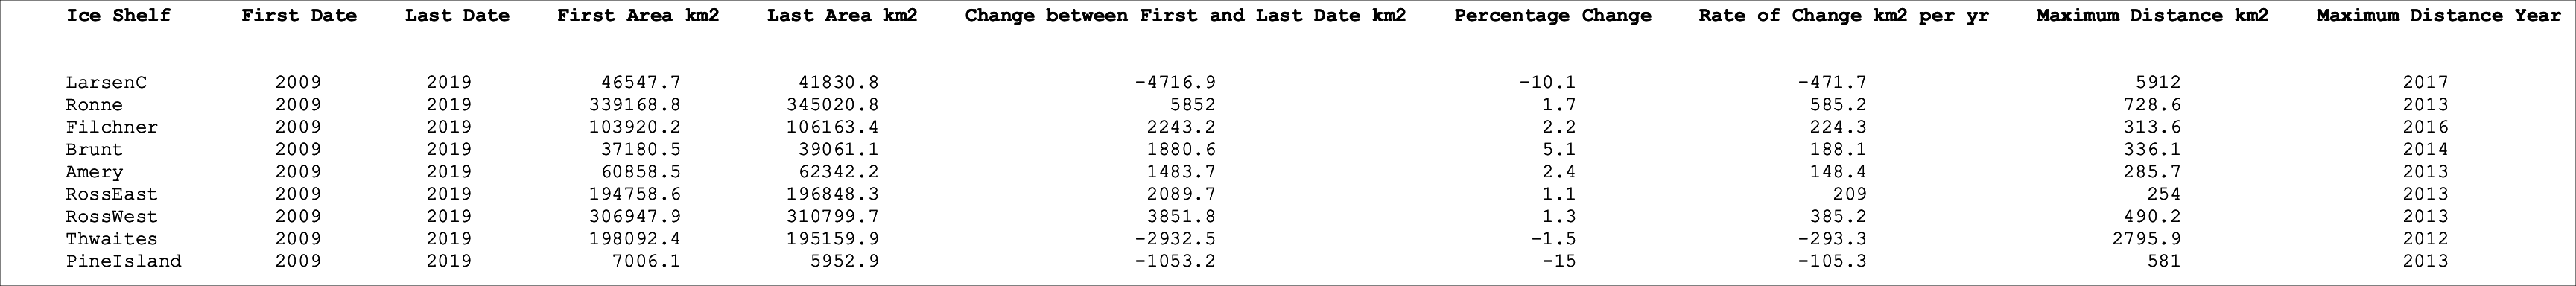 Ice Shelf First Date Last Date First Area km2 Last Area km2 Change between First and Last Date km2 Percentage Change Rate of Change km2 per yr Maximum Distance km2 Maximum Distance Year
LarsenC 2009 2019 46547.7 41830.8 -4716.9 -10.1 -471.7 5912 2017
Ronne 2009 2019 339168.8 345020.8 5852 1.7 585.2 728.6 2013
Filchner 2009 2019 103920.2 106163.4 2243.2 2.2 224.3 313.6 2016
Brunt 2009 2019 37180.5 39061.1 1880.6 5.1 188.1 336.1 2014
Amery 2009 2019 60858.5 62342.2 1483.7 2.4 148.4 285.7 2013
RossEast 2009 2019 194758.6 196848.3 2089.7 1.1 209 254 2013
RossWest 2009 2019 306947.9 310799.7 3851.8 1.3 385.2 490.2 2013
Thwaites 2009 2019 198092.4 195159.9 -2932.5 -1.5 -293.3 2795.9 2012
PineIsland 2009 2019 7006.1 5952.9 -1053.2 -15 -105.3 581 2013